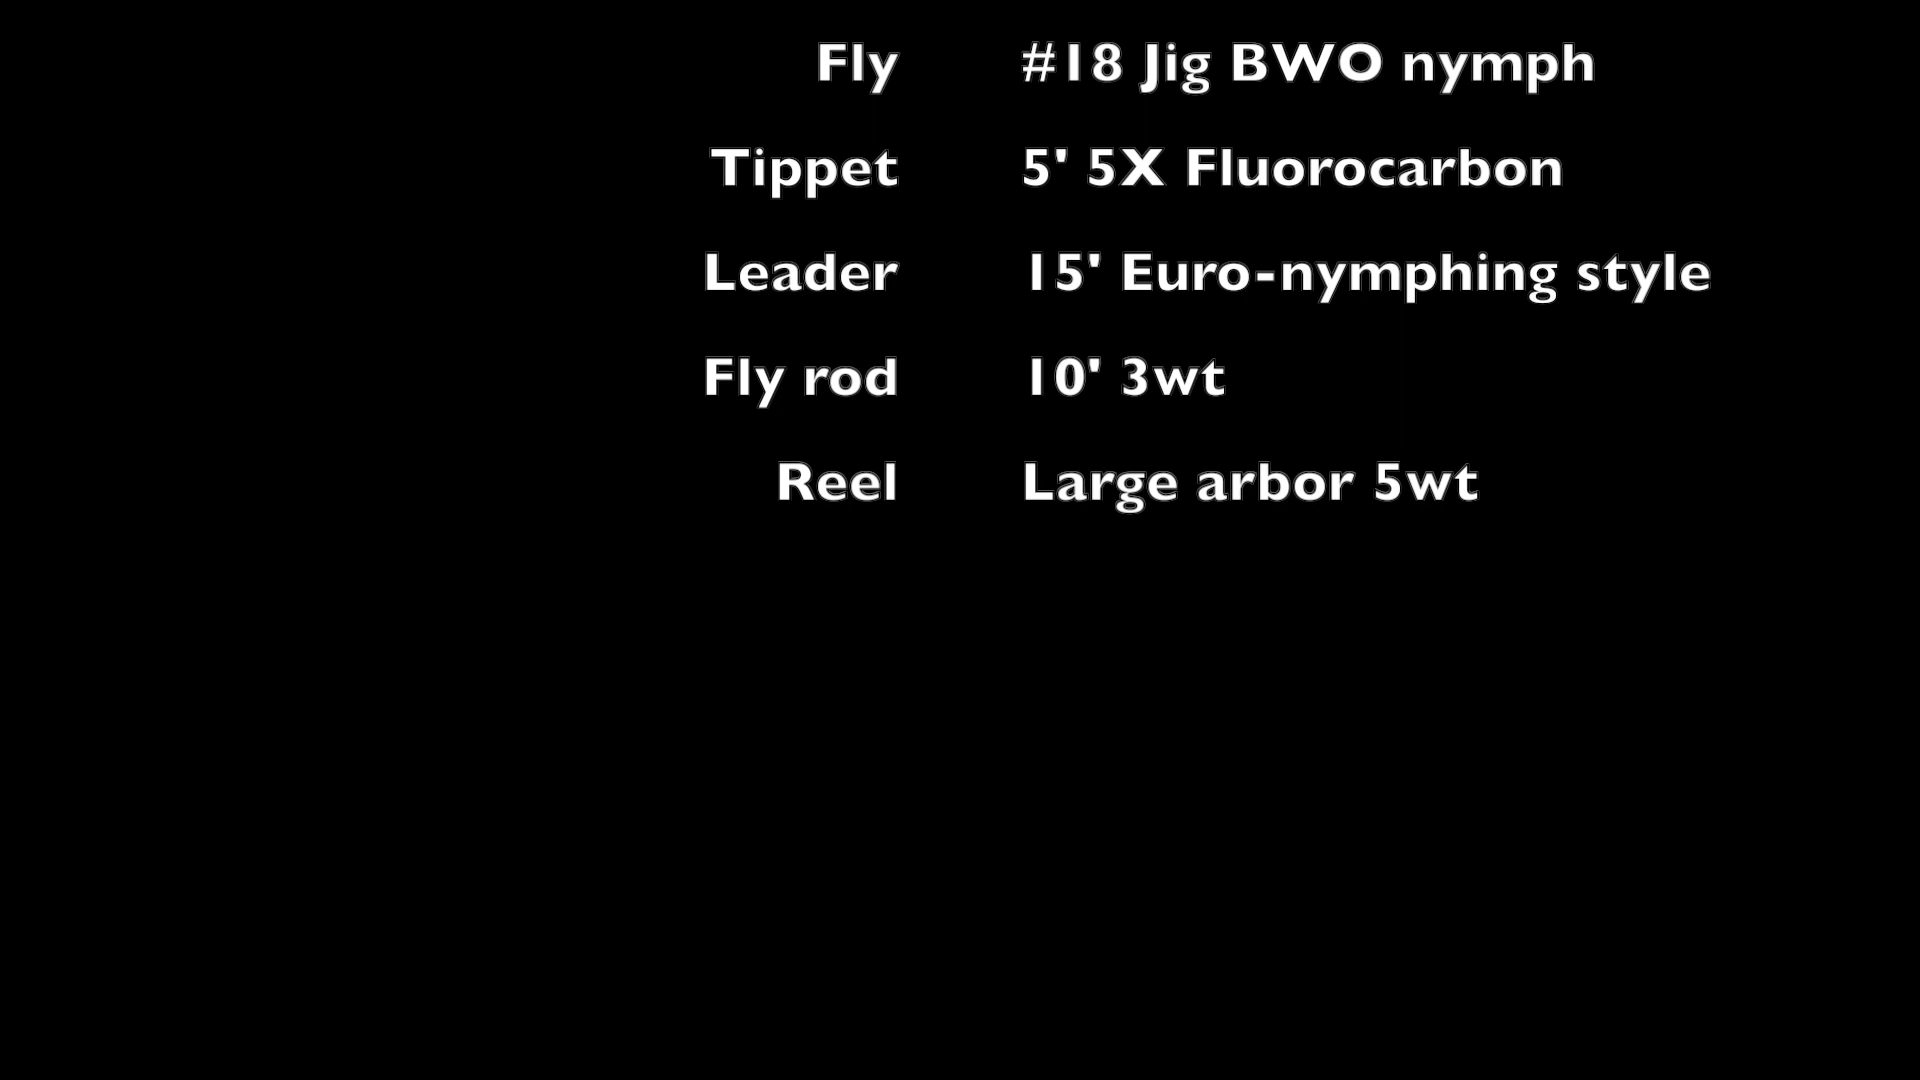 Fly #18 Jig BWO nymph
Tippet 5' 5X Fluorocarbon
Leader 15' Euro-nymphing style
Fly rod 10' 3wt
Reel Large arbor 5wt